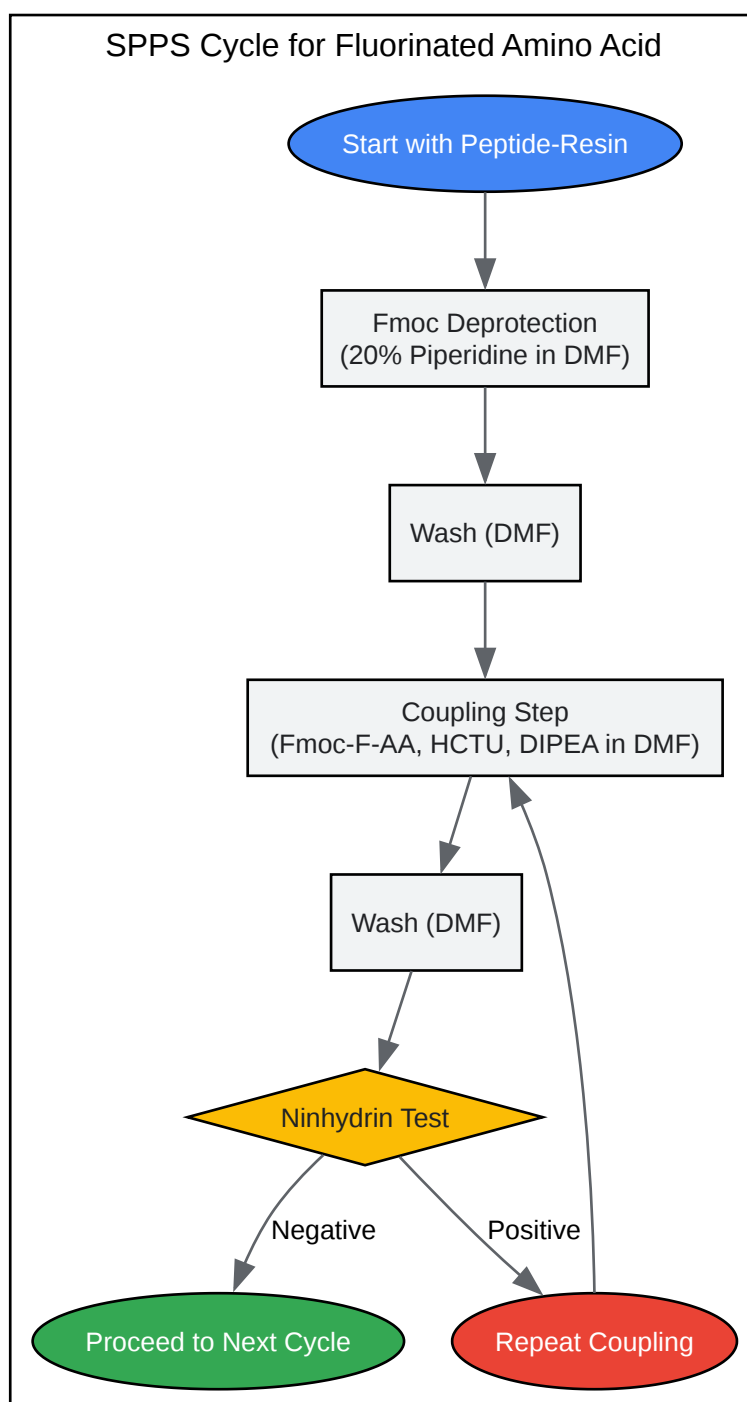 SPPS Cycle for Fluorinated Amino Acid
Start with Peptide-Resin
Fmoc Deprotection
(20% Piperidine in DMF)
Wash (DMF)
Coupling Step
(Fmoc-F-AA, HCTU, DIPEA in DMF)
Wash (DMF)
Ninhydrin Test
Negative
Positive
Proceed to Next Cycle
Repeat Coupling